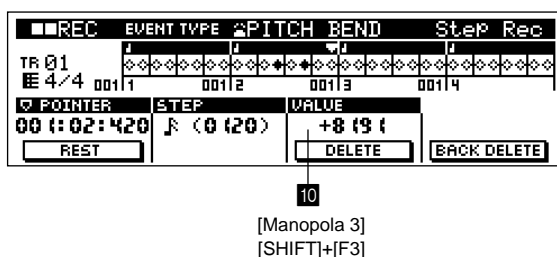 REC EVENT TYPE PITCH BEND Step Rec
TR 01
4/4 001|1 001|2 001|3 001|4
POINTER STEP VALUE
001:02:420 (0120) +8191
REST DELETE BACK DELETE
10
[Manopola 3]
[SHIFT]+[F3]